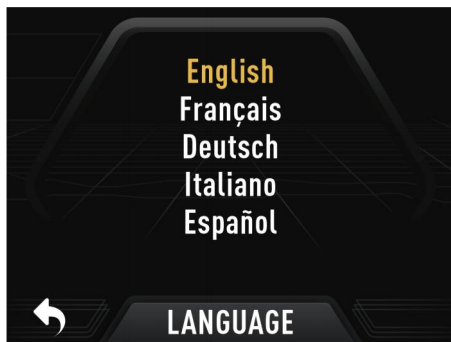 English
Français
Deutsch
Italiano
Español
LANGUAGE